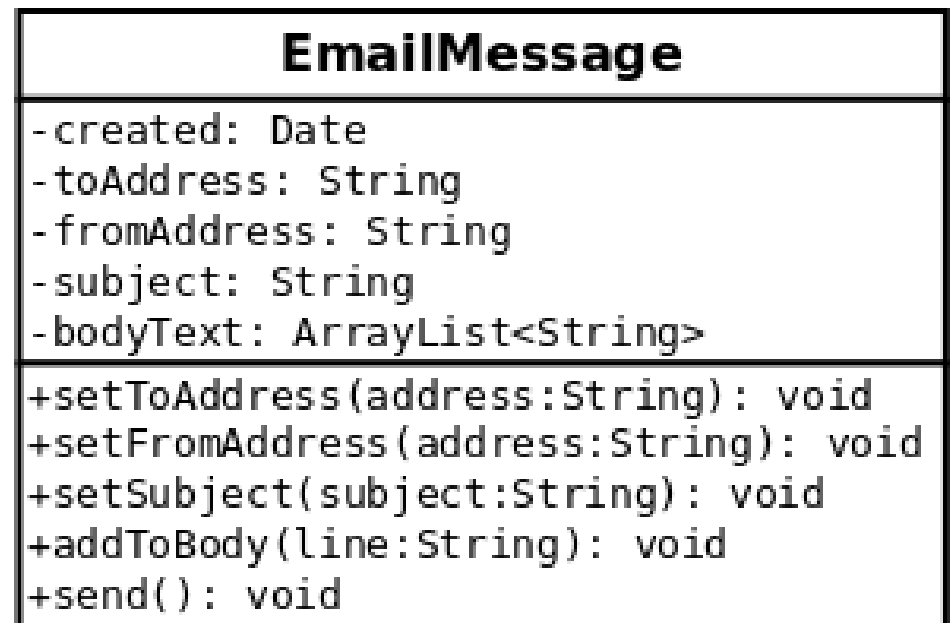 EmailMessage
-created: Date
-toAddress: String
-fromAddress: String
-subject: String
-bodyText: ArrayList<String>
+setToAddress(address:String): void
+setFromAddress(address:String): void
+setSubject(subject:String): void
+addToBody(line:String): void
+send(): void